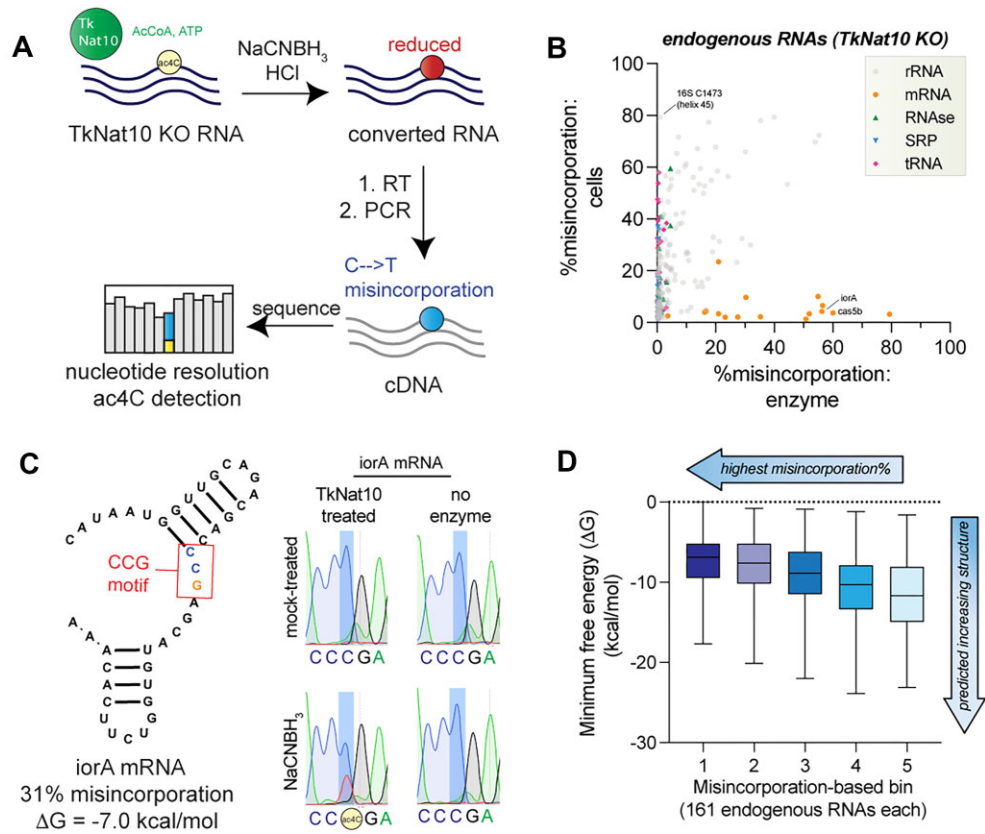 A
Tk
Nat10
AcCoA, ATP
ac4C
TkNat10 KO RNA
NaCNBH3
HCl
reduced
converted RNA
1. RT
2. PCR
C-->T
misincorporation
cDNA
sequence
nucleotide resolution
ac4C detection
B
endogenous RNAs (TkNat10 KO)
%misincorporation:
cells
100
80
60
40
20
0
16S C1473
(helix 45)
iorA
cas5b
rRNA
mRNA
RNAse
SRP
tRNA
0 20 40 60 80 100
%misincorporation:
enzyme
C
C A U A A U G G U U G C A G A C G A C C C G A G C A U G U G G U C U U C A C A A A
CCG
motif
iorA mRNA
31% misincorporation
ΔG = -7.0 kcal/mol
iorA mRNA
TkNat10
treated
no
enzyme
mock-treated
CCCGA CCCGA
NaCNBH3
CC ac4C GA CCCGA
D
highest misincorporation%
Minimum free energy (ΔG)
(kcal/mol)
0
-10
-20
-30
predicted increasing structure
1 2 3 4 5
Misincorporation-based bin
(161 endogenous RNAs each)